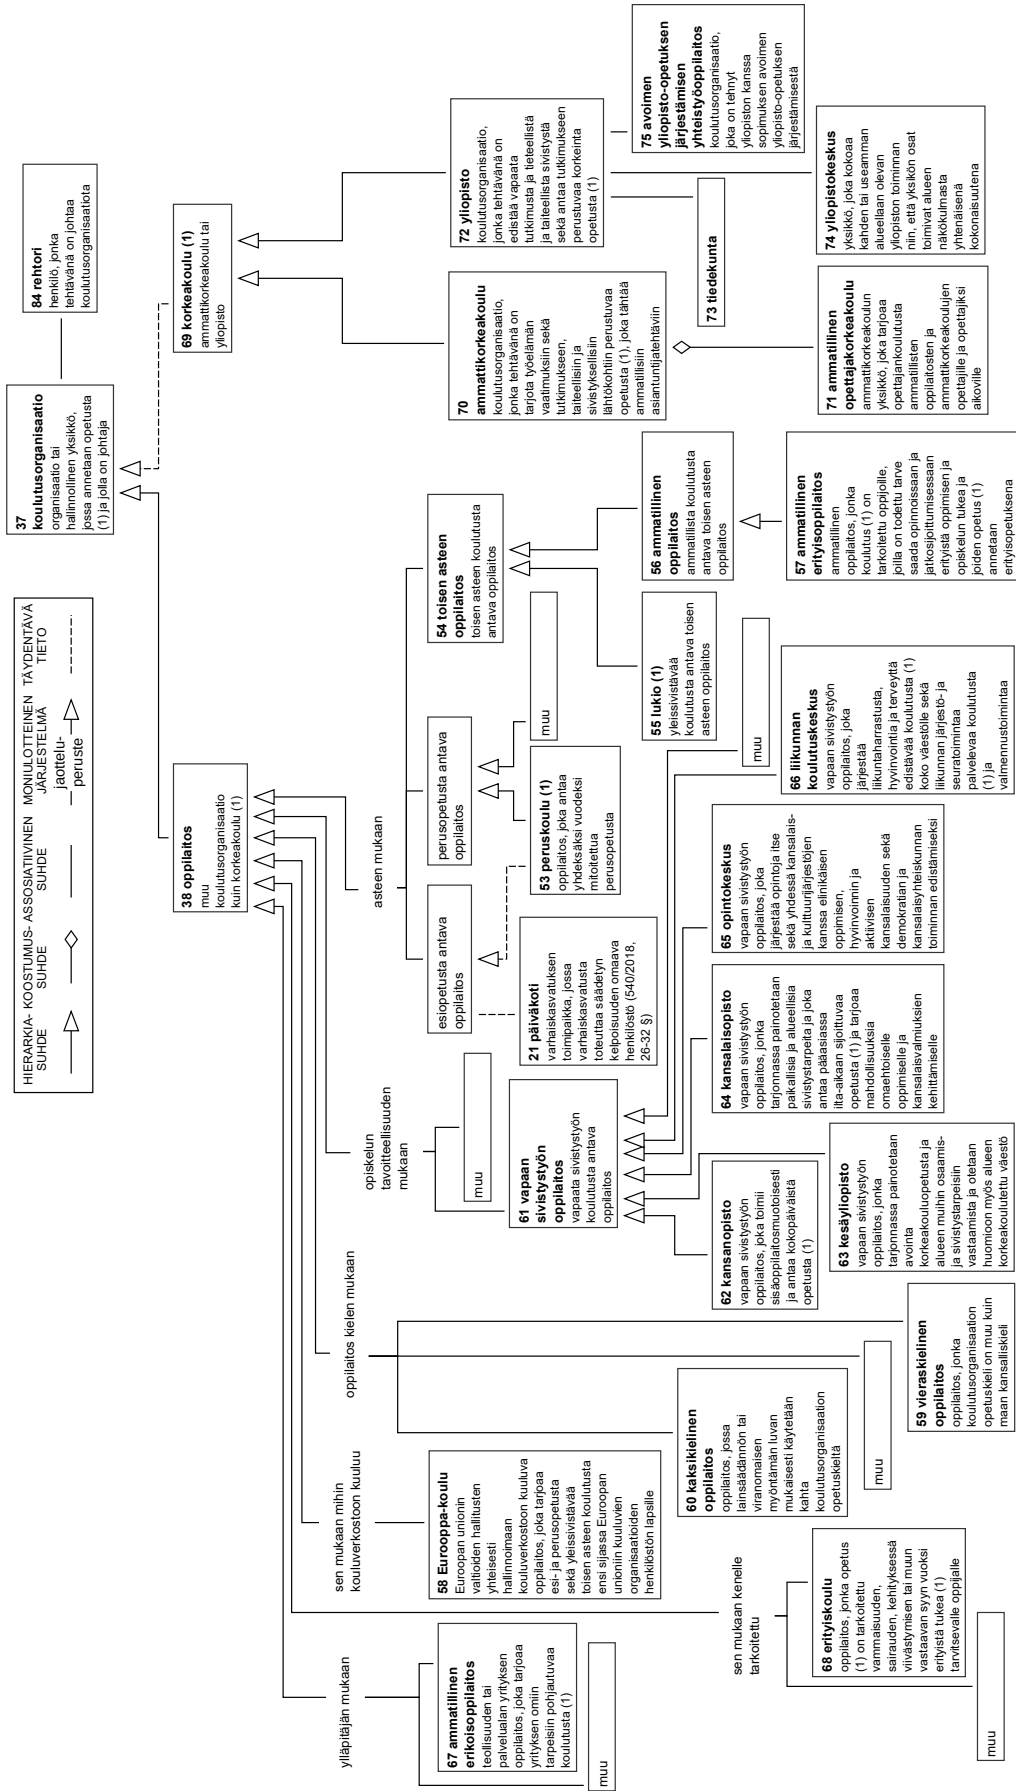 HIERARKIA-
SUHDE
KOOSTUMUS-
SUHDE
ASSOSIATIIVINEN
SUHDE
MONIULOTTEINEN
JÄRJESTELMÄ
jaottelu-
peruste
TÄYDENTÄVÄ
TIETO
37
koulutusorganisaatio
organisaatio tai
hallinnollinen yksikkö,
jossa annetaan opetusta
(1) ja jolla on johtaja
84 rehtori
henkilö, jonka
tehtävänä on johtaa
koulutusorganisaatiota
38 oppilaitos
muu
koulutusorganisaatio
kuin korkeakoulu (1)
69 korkeakoulu (1)
ammattikorkeakoulu tai
yliopisto
ylläpitäjän mukaan
sen mukaan mihin
kouluverkostoon kuuluu
oppilaitos kielen mukaan
opiskelun
tavoitteellisuuden
mukaan
asteen mukaan
67 ammatillinen
erikoisoppilaitos
teollisuuden tai
palvelualan yrityksen
oppilaitos, joka tarjoaa
yrityksen omiin
tarpeisiin pohjautuvaa
koulutusta (1)
muu
58 Eurooppa-koulu
Euroopan unionin
valtioiden hallitusten
yhteisesti
hallinnoimaan
kouluverkostoon kuuluva
oppilaitos, joka tarjoaa
esi- ja perusopetusta
sekä yleissivistävää
toisen asteen koulutusta
ensi sijassa Euroopan
unioniin kuuluvien
organisaatioiden
henkilöstön lapsille
muu
61 vapaan
sivistystyön
oppilaitos
vapaata sivistystyön
koulutusta antava
oppilaitos
esiopetusta antava
oppilaitos
perusopetusta antava
oppilaitos
54 toisen asteen
oppilaitos
toisen asteen koulutusta
antava oppilaitos
21 päiväkoti
varhaiskasvatuksen
toimipaikka, jossa
varhaiskasvatusta
toteuttaa säädetyn
kelpoisuuden omaava
henkilöstö (540/2018,
26-32 §)
53 peruskoulu (1)
oppilaitos, joka antaa
yhdeksäksi vuodeksi
mitoitettua
perusopetusta
muu
70
ammattikorkeakoulu
koulutusorganisaatio,
jonka tehtävänä on
tarjota työelämän
vaatimuksiin sekä
tutkimukseen,
taiteellisiin ja
sivistyksellisiin
lähtökohtiin perustuvaa
opetusta (1), joka tähtää
ammatillisiin
asiantuntijatehtäviin
72 yliopisto
koulutusorganisaatio,
jonka tehtävänä on
edistää vapaata
tutkimusta ja tieteellistä
ja taiteellista sivistystä
sekä antaa tutkimukseen
perustuvaa korkeinta
opetusta (1)
55 lukio (1)
yleissivistävää
koulutusta antava toisen
asteen oppilaitos
56 ammatillinen
oppilaitos
ammatillista koulutusta
antava toisen asteen
oppilaitos
73 tiedekunta
75 avoimen
yliopisto-opetuksen
järjestämisen
yhteistyöoppilaitos
koulutusorganisaatio,
joka on tehnyt
yliopiston kanssa
sopimuksen avoimen
yliopisto-opetuksen
järjestämisestä
sen mukaan kenelle
tarkoitettu
60 kaksikielinen
oppilaitos
oppilaitos, jossa
lainsäädännön tai
viranomaisen
myöntämän luvan
mukaisesti käytetään
kahta
koulutusorganisaation
opetuskieltä
62 kansanopisto
vapaan sivistystyön
oppilaitos, joka toimii
sisäoppilaitosmuotoisesti
ja antaa kokopäiväistä
opetusta (1)
64 kansalaisopisto
vapaan sivistystyön
oppilaitos, jonka
tarjonnassa painotetaan
paikallisia ja alueellisia
sivistystarpeita ja joka
antaa pääasiassa
ilta-aikaan sijoittuvaa
opetusta (1) ja tarjoaa
mahdollisuuksia
omaehtoiselle
oppimiselle ja
kansalaisvalmiuksien
kehittämiselle
65 opintokeskus
vapaan sivistystyön
oppilaitos, joka
järjestää opintoja itse
sekä yhdessä kansalais-
ja kulttuurijärjestöjen
kanssa elinikäisen
oppimisen,
hyvinvoinnin ja
aktiivisen
kansalaisuuden sekä
demokratian ja
kansalaisyhteiskunnan
toiminnan edistämiseksi
muu
68 erityiskoulu
oppilaitos, jonka opetus
(1) on tarkoitettu
vammaisuuden,
sairauden, kehityksessä
viivästymisen tai muun
vastaavan syyn vuoksi
erityistä tukea (1)
tarvitsevalle oppijalle
muu
muu
59 vieraskielinen
oppilaitos
oppilaitos, jonka
koulutusorganisaation
opetuskieli on muu kuin
maan kansalliskieli
63 kesäyliopisto
vapaan sivistystyön
oppilaitos, jonka
tarjonnassa painotetaan
avointa
korkeakouluopetusta ja
alueen muihin osaamis-
ja sivistystarpeisiin
vastaamista ja otetaan
huomioon myös alueen
korkeakoulutettu väestö
66 liikunnan
koulutuskeskus
vapaan sivistystyön
oppilaitos, joka
järjestää
liikuntaharrastusta,
hyvinvointia ja terveyttä
edistävää koulutusta (1)
koko väestölle sekä
liikunnan järjestö- ja
seuratoimintaa
palvelevaa koulutusta
(1) ja
valmennustoimintaa
57 ammatillinen
erityisoppilaitos
ammatillinen
oppilaitos, jonka
koulutus (1) on
tarkoitettu oppijoille,
joilla on todettu tarve
saada opinnoissaan ja
jatkosijoittumisessaan
erityistä oppimisen ja
opiskelun tukea ja
joiden opetus (1)
annetaan
erityisopetuksena
71 ammatillinen
opettajakorkeakoulu
ammattikorkeakoulun
yksikkö, joka tarjoaa
opettajankoulutusta
ammatillisten
oppilaitosten ja
ammattikorkeakoulujen
opettajille ja opettajiksi
aikoville
74 yliopistokeskus
yksikkö, joka kokoaa
kahden tai useamman
alueellaan olevan
yliopiston toiminnan
niin, että yksikön osat
toimivat alueen
näkökulmasta
yhtenäisenä
kokonaisuutena